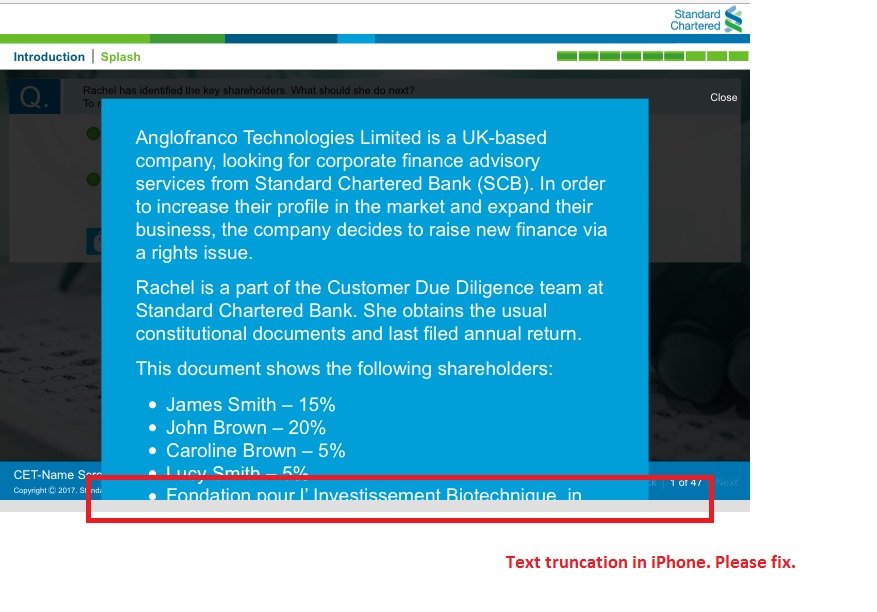 Standard
Chartered
Introduction | Splash
Q.
Rachel has identified the key shareholders. What should she do next?
To
Close
Anglofranco Technologies Limited is a UK-based
company, looking for corporate finance advisory
services from Standard Chartered Bank (SCB). In order
to increase their profile in the market and expand their
business, the company decides to raise new finance via
a rights issue.
Rachel is a part of the Customer Due Diligence team at
Standard Chartered Bank. She obtains the usual
constitutional documents and last filed annual return.
This document shows the following shareholders:
• James Smith – 15%
• John Brown – 20%
• Caroline Brown – 5%
• Lucy Smith – 5%
• Fondation pour l' Investissement Biotechnique, in
CET-Name Scre
Copyright © 2017. Standa
ck | 1 of 47 Next
Text truncation in iPhone. Please fix.